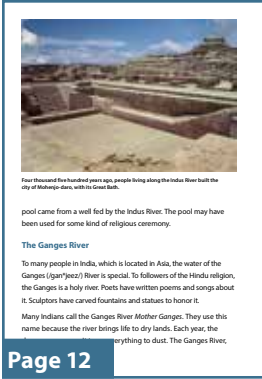 Four thousand five hundred years ago, people living along the Indus River built the
city of Mohenjo-daro, with its Great Bath.
pool came from a well fed by the Indus River. The pool may have
been used for some kind of religious ceremony.
The Ganges River
To many people in India, which is located in Asia, the water of the
Ganges (/gan*jeez/) River is special. To followers of the Hindu religion,
the Ganges is a holy river. Poets have written poems and songs about
it. Sculptors have carved fountains and statues to honor it.
Many Indians call the Ganges River Mother Ganges. They use this
name because the river brings life to dry lands. Each year, the
everything to dust. The Ganges River,
Page 12